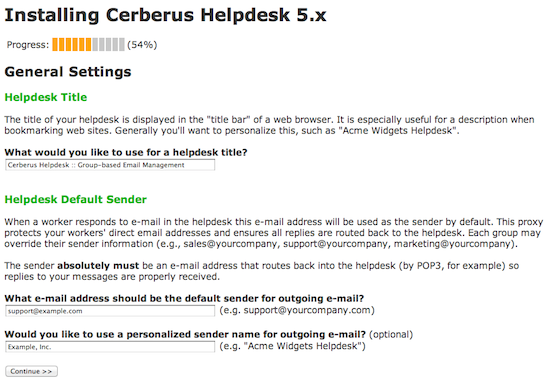 Installing Cerberus Helpdesk 5.x
Progress: (54%)
General Settings
Helpdesk Title
The title of your helpdesk is displayed in the "title bar" of a web browser. It is especially useful for a description when
bookmarking web sites. Generally you'll want to personalize this, such as "Acme Widgets Helpdesk".
What would you like to use for a helpdesk title?
Cerberus Helpdesk :: Group-based Email Management
Helpdesk Default Sender
When a worker responds to e-mail in the helpdesk this e-mail address will be used as the sender by default. This proxy
protects your workers' direct email addresses and ensures all replies are routed back to the helpdesk. Each group may
override their sender information (e.g., sales@yourcompany, support@yourcompany, marketing@yourcompany).
The sender absolutely must be an e-mail address that routes back into the helpdesk (by POP3, for example) so
replies to your messages are properly received.
What e-mail address should be the default sender for outgoing e-mail?
support@example.com (e.g. support@yourcompany.com)
Would you like to use a personalized sender name for outgoing e-mail? (optional)
Example, Inc. (e.g. "Acme Widgets Helpdesk")
Continue >>